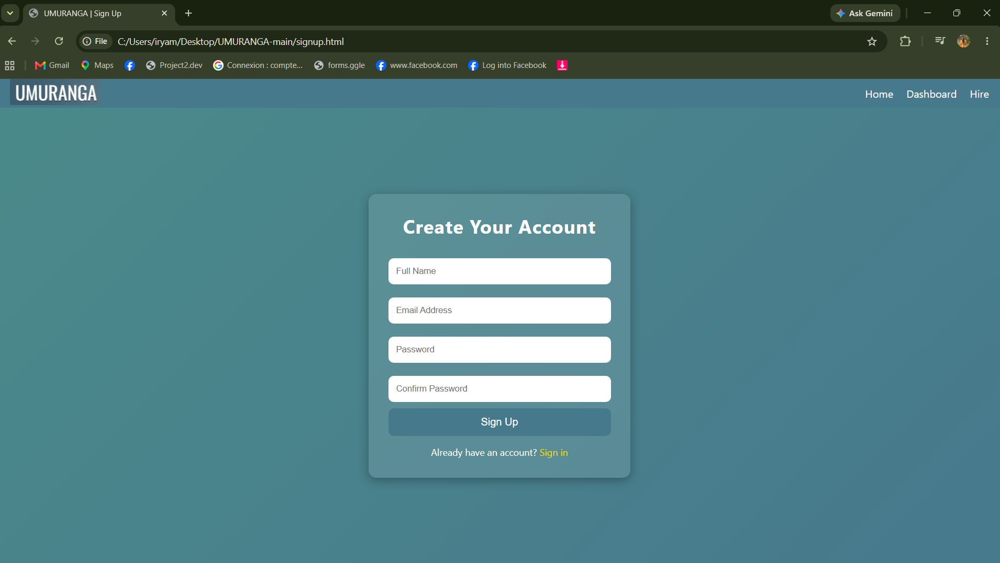 UMURANGA | Sign Up
Ask Gemini
File C:/Users/iryam/Desktop/UMURANGA-main/signup.html
Gmail Maps Project2.dev Connexion : compte... forms.ggle www.facebook.com Log into Facebook
UMURANGA Home Dashboard Hire
Create Your Account
Full Name
Email Address
Password
Confirm Password
Sign Up
Already have an account? Sign in